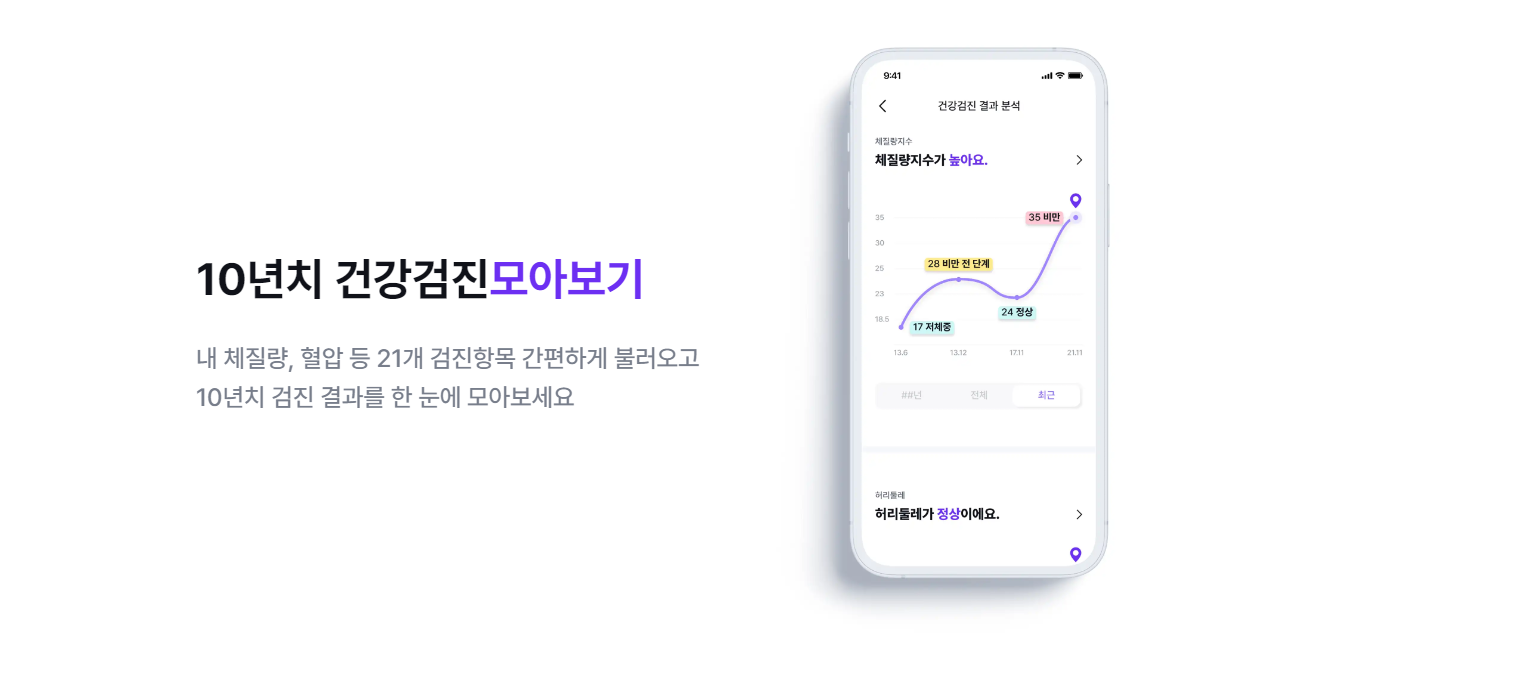 10년치 건강검진모아보기
내 체질량, 혈압 등 21개 검진항목 간편하게 불러오고
10년치 검진 결과를 한 눈에 모아보세요
9:41
건강검진 결과 분석
체질량지수
체질량지수가 높아요.
35
35 비만
30
28 비만 전 단계
25
23
24 정상
18.5
17 저체중
13.6
13.12
17.11
21.11
##년
전체
최근
허리둘레
허리둘레가 정상이에요.